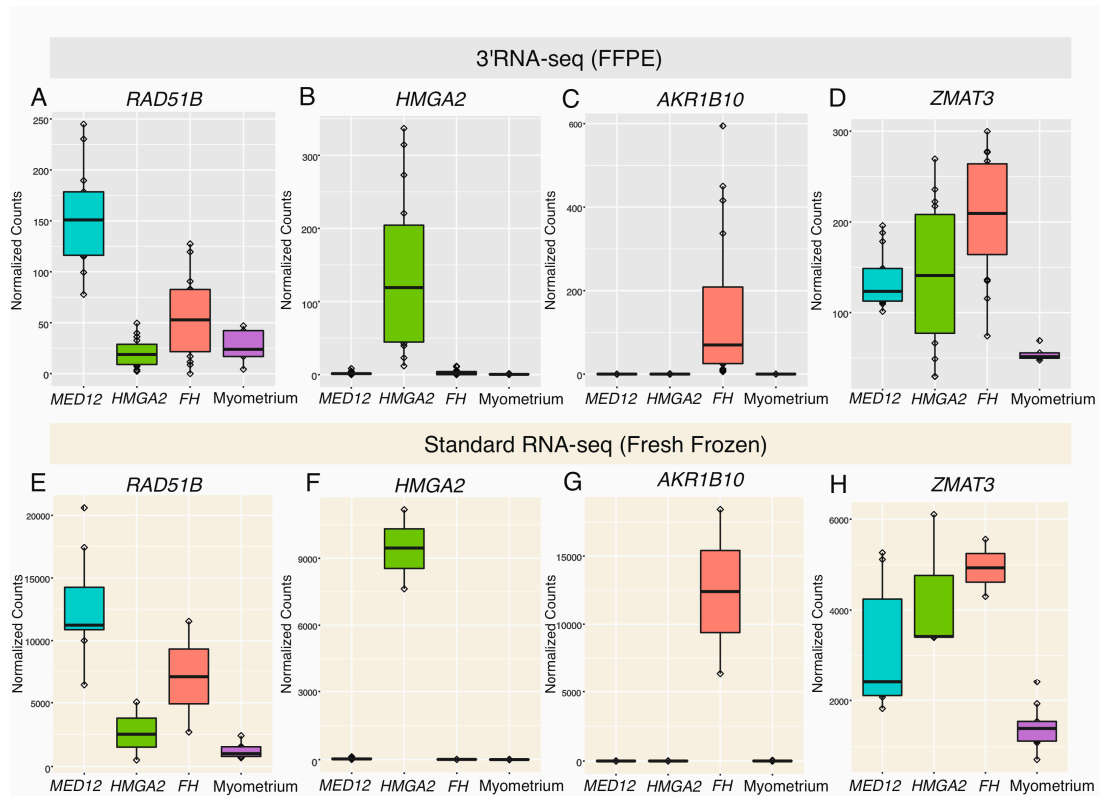 3'RNA-seq (FFPE)
A RAD51B B HMGA2 C AKR1B10 D ZMAT3
Normalized Counts
250
200
150
100
50
0
MED12 HMGA2 FH Myometrium
Normalized Counts
300
200
100
0
MED12 HMGA2 FH Myometrium
Normalized Counts
600
400
200
0
MED12 HMGA2 FH Myometrium
Normalized Counts
300
200
100
MED12 HMGA2 FH Myometrium
Standard RNA-seq (Fresh Frozen)
E RAD51B F HMGA2 G AKR1B10 H ZMAT3
Normalized Counts
20000
15000
10000
5000
0
MED12 HMGA2 FH Myometrium
Normalized Counts
9000
6000
3000
0
MED12 HMGA2 FH Myometrium
Normalized Counts
15000
10000
5000
0
MED12 HMGA2 FH Myometrium
Normalized Counts
6000
4000
2000
MED12 HMGA2 FH Myometrium